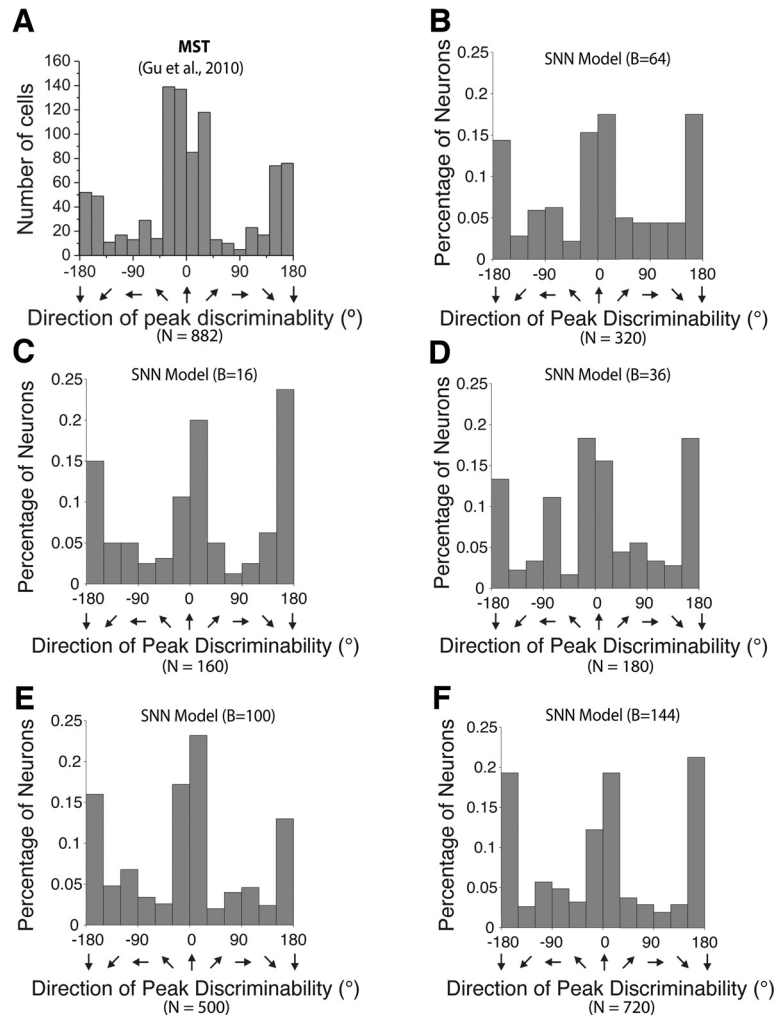 A
MST
(Gu et al., 2010)
Number of cells
160
140
120
100
80
60
40
20
0
-180 -90 0 90 180
Direction of peak discriminablity (º)
(N = 882)
B
SNN Model (B=64)
Percentage of Neurons
0.25
0.2
0.15
0.1
0.05
0
-180 -90 0 90 180
Direction of Peak Discriminability (°)
(N = 320)
C
SNN Model (B=16)
Percentage of Neurons
0.25
0.2
0.15
0.1
0.05
0
-180 -90 0 90 180
Direction of Peak Discriminability (°)
(N = 160)
D
SNN Model (B=36)
Percentage of Neurons
0.25
0.2
0.15
0.1
0.05
0
-180 -90 0 90 180
Direction of Peak Discriminability (°)
(N = 180)
E
SNN Model (B=100)
Percentage of Neurons
0.25
0.2
0.15
0.1
0.05
0
-180 -90 0 90 180
Direction of Peak Discriminability (°)
(N = 500)
F
SNN Model (B=144)
Percentage of Neurons
0.25
0.2
0.15
0.1
0.05
0
-180 -90 0 90 180
Direction of Peak Discriminability (°)
(N = 720)